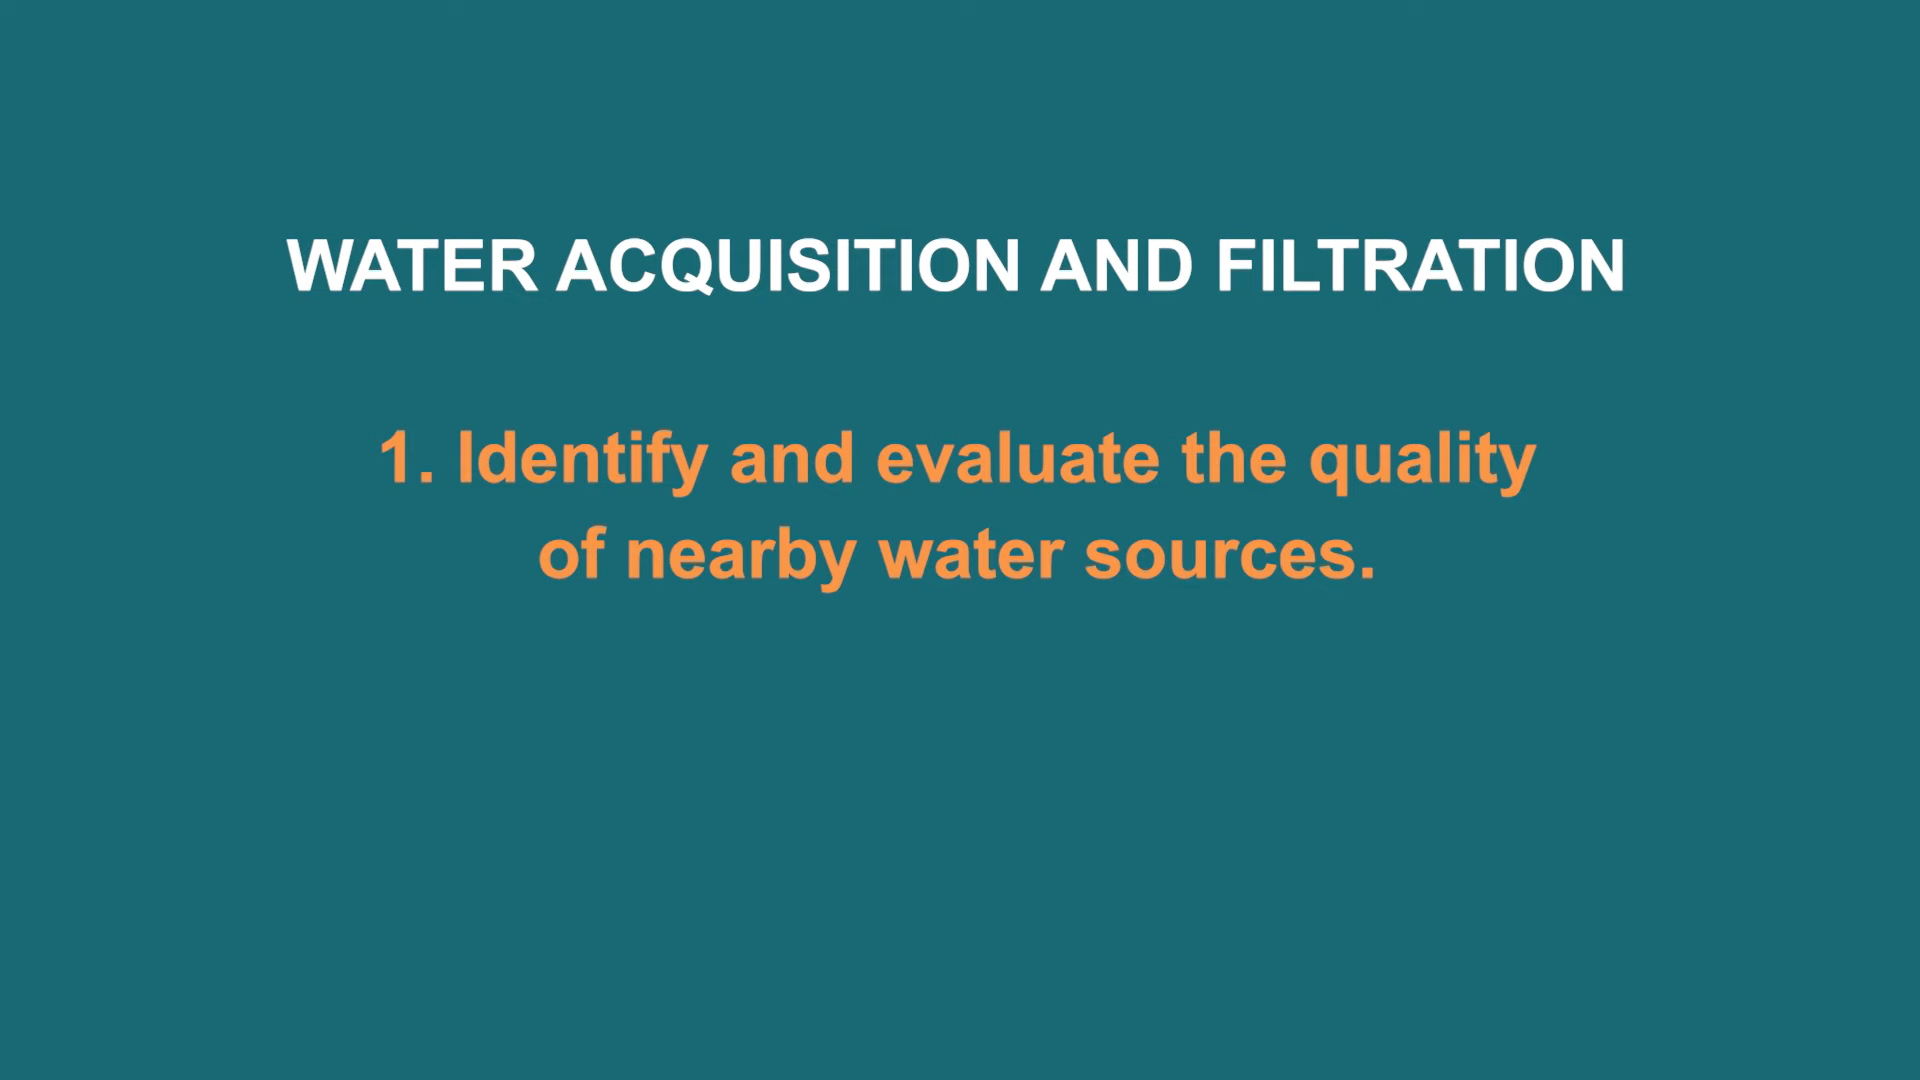 WATER ACQUISITION AND FILTRATION
1. Identify and evaluate the quality
of nearby water sources.